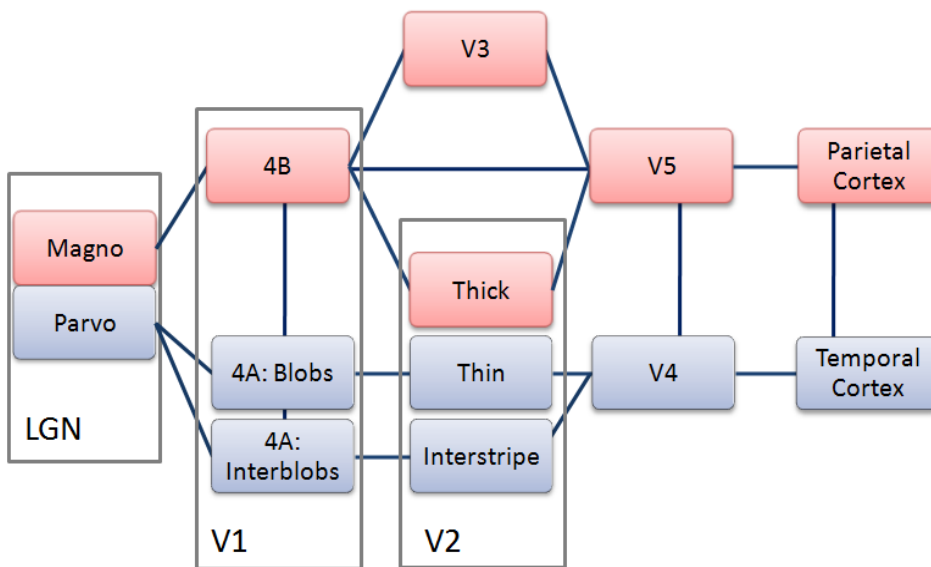 V3
4B
V5
Parietal
Cortex
Magno
Thick
Parvo
4A: Blobs
Thin
V4
Temporal
Cortex
LGN
4A:
Interblobs
Interstripe
V1
V2